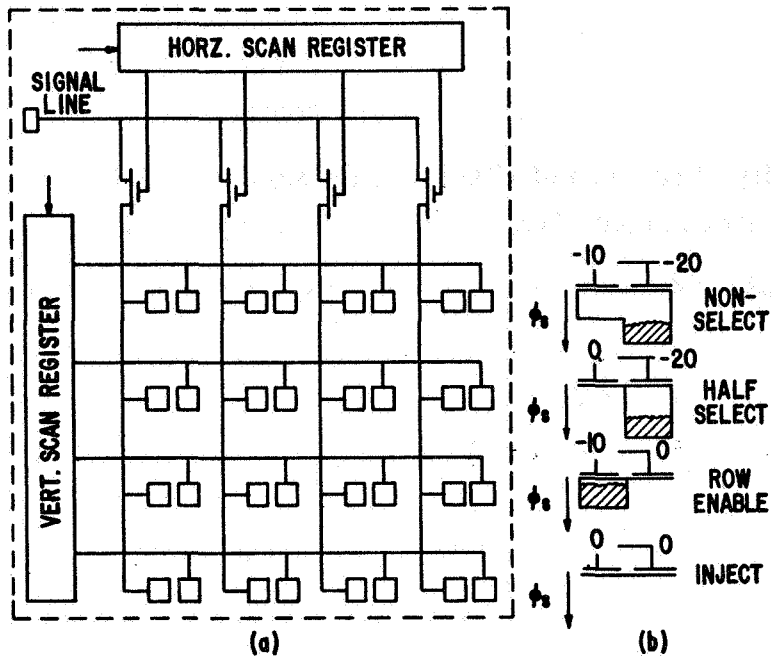 HORZ. SCAN REGISTER
SIGNAL
LINE
VERT. SCAN REGISTER
-10
-20
ϕs
NON-
SELECT
0
-20
ϕs
HALF
SELECT
-10
0
ϕs
ROW
ENABLE
0
0
ϕs
INJECT
(a)
(b)